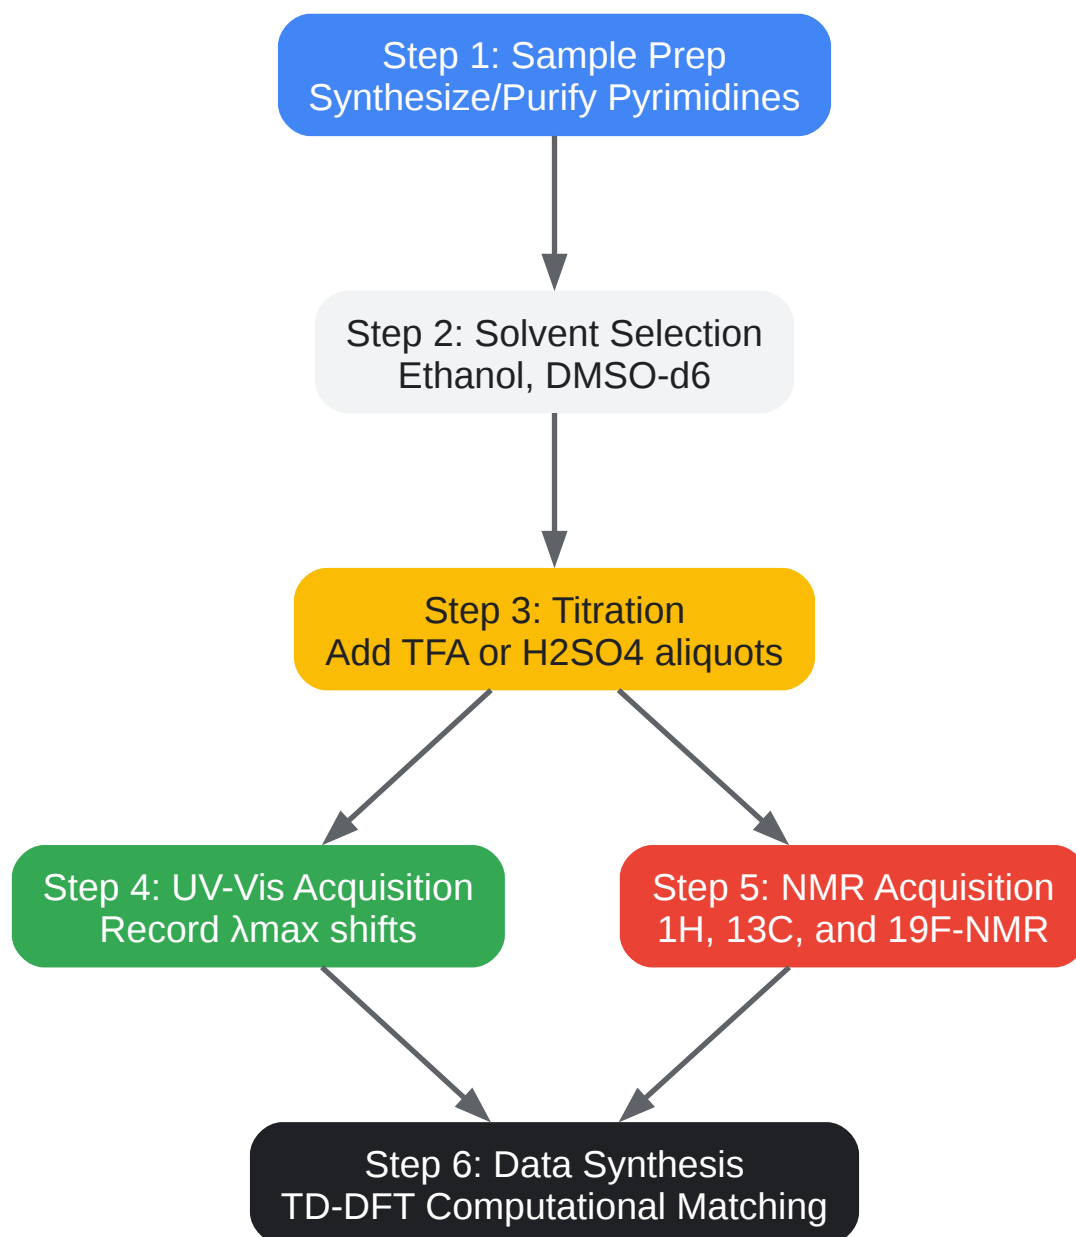 Step 1: Sample Prep
Synthesize/Purify Pyrimidines
Step 2: Solvent Selection
Ethanol, DMSO-d6
Step 3: Titration
Add TFA or H2SO4 aliquots
Step 4: UV-Vis Acquisition
Record λmax shifts
Step 5: NMR Acquisition
1H, 13C, and 19F-NMR
Step 6: Data Synthesis
TD-DFT Computational Matching